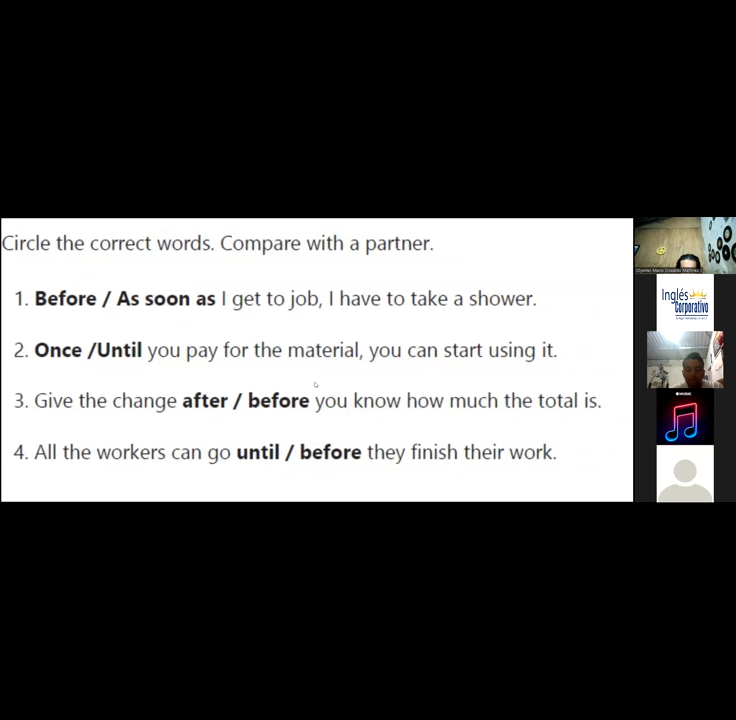 Circle the correct words. Compare with a partner.
1. Before / As soon as I get to job, I have to take a shower.
2. Once /Until you pay for the material, you can start using it.
3. Give the change after / before you know how much the total is.
4. All the workers can go until / before they finish their work.
Inglés
Corporativo
MUSIC